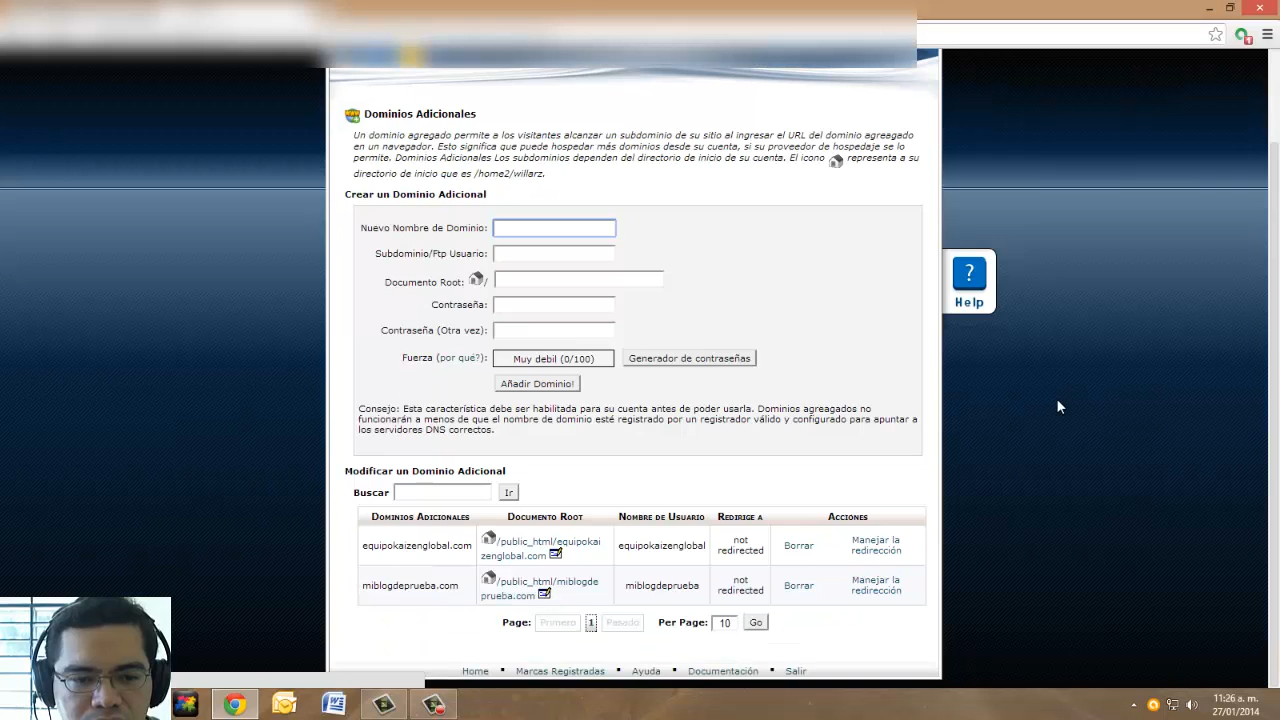 Dominios Adicionales
Un dominio agregado permite a los visitantes alcanzar un subdominio de su sitio al ingresar el URL del dominio agreagado
en un navegador. Esto significa que puede hospedar más dominios desde su cuenta, si su proveedor de hospedaje se lo
permite. Dominios Adicionales Los subdominios dependen del directorio de inicio de su cuenta. El icono representa a su
directorio de inicio que es /home2/willarz.
Crear un Dominio Adicional
Nuevo Nombre de Dominio:
Subdominio/Ftp Usuario:
Documento Root: /
Contraseña:
Contraseña (Otra vez):
Fuerza (por qué?): Muy debil (0/100) Generador de contraseñas
Añadir Dominio!
Consejo: Esta característica debe ser habilitada para su cuenta antes de poder usarla. Dominios agreagados no
funcionarán a menos de que el nombre de dominio esté registrado por un registrador válido y configurado para apuntar a
los servidores DNS correctos.
? Help
Modificar un Dominio Adicional
Buscar Ir
Dominios Adicionales Documento Root Nombre de Usuario Redirige a Acciones
equipokaizenglobal.com /public_html/equipokai
zenglobal.com equipokaizenglobal not
redirected Borrar Manejar la
redirección
miblogdeprueba.com /public_html/miblogde
prueba.com miblogdeprueba not
redirected Borrar Manejar la
redirección
Page: Primero 1 Pasado Per Page: 10 Go
Home • Marcas Registradas • Ayuda • Documentación • Salir
11:26 a. m.
27/01/2014